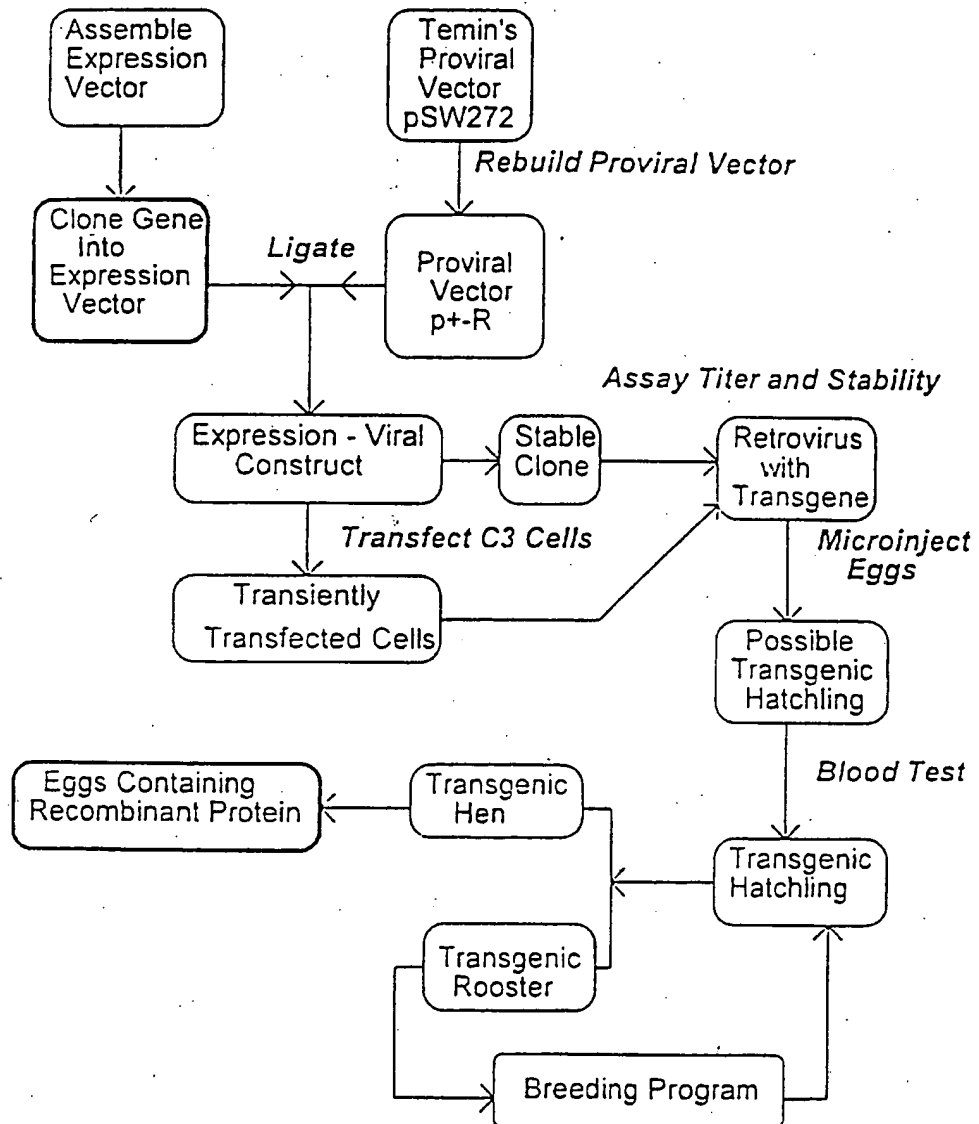 Assemble
Expression
Vector
Temin's
Proviral
Vector
pSW272
Rebuild Proviral Vector
Clone Gene
Into
Expression
Vector
Ligate
Proviral
Vector
p+-R
Assay Titer and Stability
Expression - Viral
Construct
Stable
Clone
Retrovirus
with
Transgene
Transfect C3 Cells
Microinject
Eggs
Transiently
Transfected Cells
Possible
Transgenic
Hatchling
Blood Test
Eggs Containing
Recombinant Protein
Transgenic
Hen
Transgenic
Hatchling
Transgenic
Rooster
Breeding Program